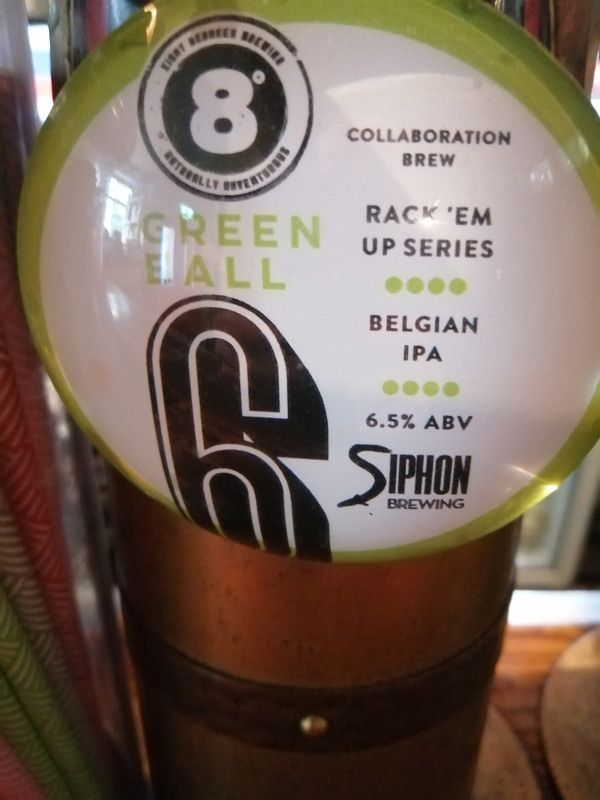 EIGHT DEGREES BREWING
8°
NATURALLY ADVENTUROUS
GREEN
BALL
6
COLLABORATION
BREW
RACK 'EM
UP SERIES
BELGIAN
IPA
6.5% ABV
SIPHON
BREWING